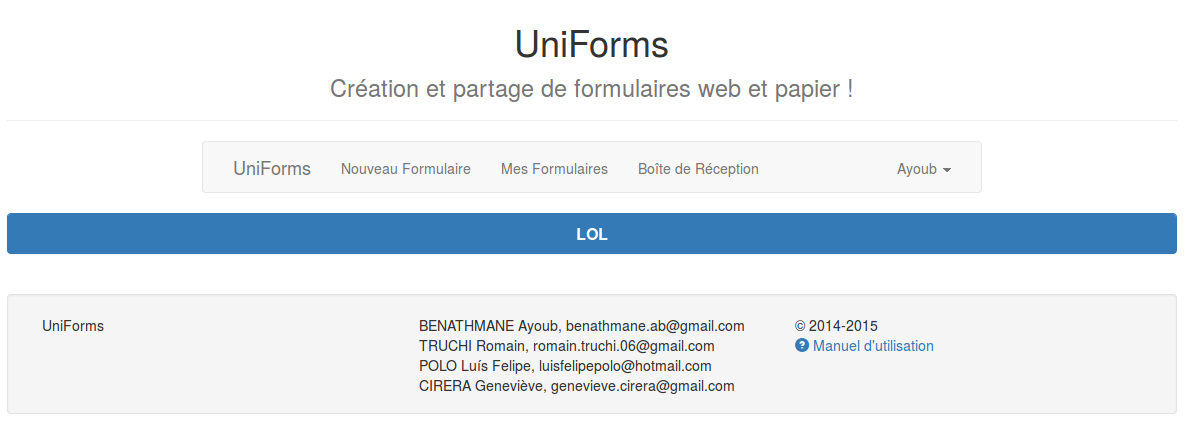 UniForms
Création et partage de formulaires web et papier !
UniForms Nouveau Formulaire Mes Formulaires Boîte de Réception Ayoub
LOL
UniForms
BENATHMANE Ayoub, benathmane.ab@gmail.com
TRUCHI Romain, romain.truchi.06@gmail.com
POLO Luís Felipe, luisfelipepolo@hotmail.com
CIRERA Geneviève, genevieve.cirera@gmail.com
© 2014-2015
Manuel d'utilisation